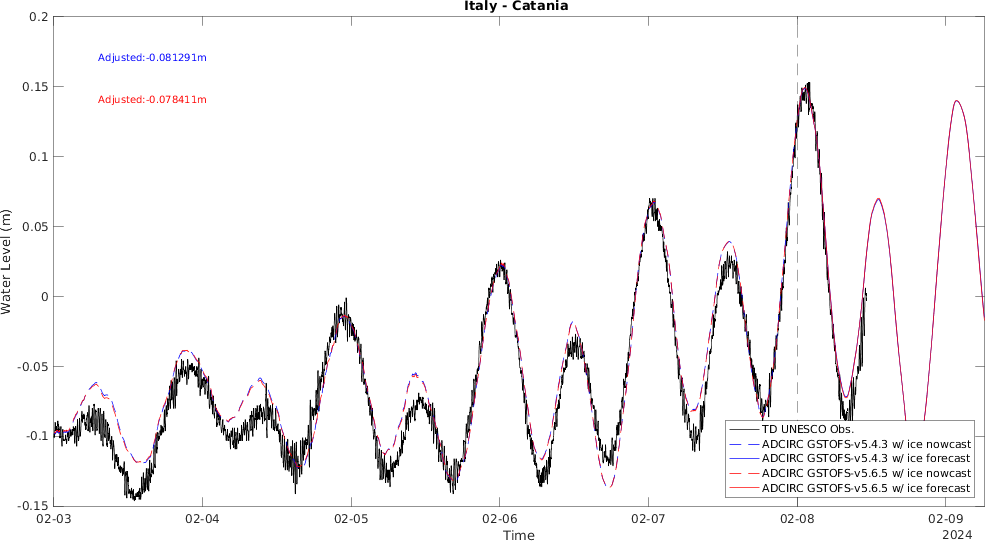 Italy - Catania
Adjusted:-0.081291m
Adjusted:-0.078411m
Water Level (m)
0.2
0.15
0.1
0.05
0
-0.05
-0.1
-0.15
02-03
02-04
02-05
02-06
02-07
02-08
02-09
Time
2024
TD UNESCO Obs.
ADCIRC GSTOFS-v5.4.3 w/ ice nowcast
ADCIRC GSTOFS-v5.4.3 w/ ice forecast
ADCIRC GSTOFS-v5.6.5 w/ ice nowcast
ADCIRC GSTOFS-v5.6.5 w/ ice forecast